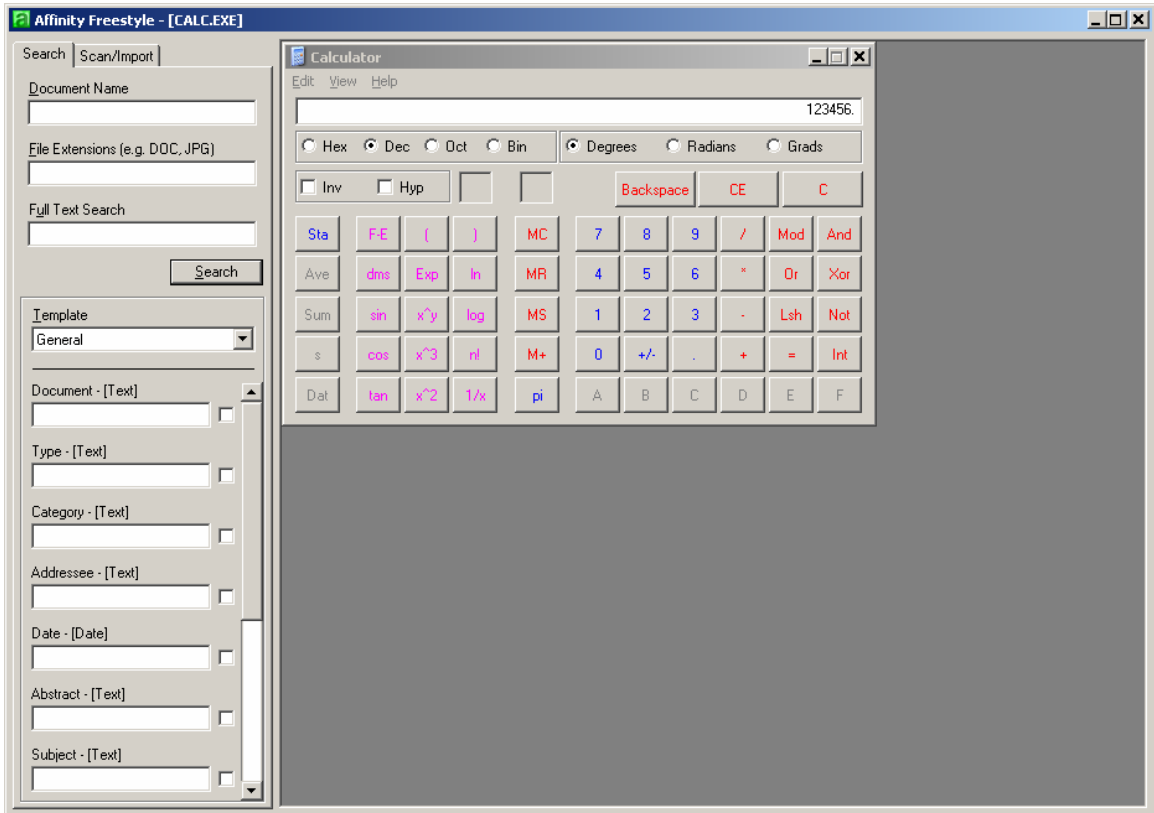 Affinity Freestyle - [CALC.EXE]
Search Scan/Import
Document Name
File Extensions (e.g. DOC, JPG)
Full Text Search
Search
Template
General
Document - [Text]
Type - [Text]
Category - [Text]
Addressee - [Text]
Date - [Date]
Abstract - [Text]
Subject - [Text]
Calculator
Edit View Help
123456.
Hex Dec Oct Bin Degrees Radians Grads
Inv Hyp Backspace CE C
Sta F-E ( ) MC 7 8 9 / Mod And
Ave dms Exp ln MR 4 5 6 * Or Xor
Sum sin x^y log MS 1 2 3 - Lsh Not
s cos x^3 n! M+ 0 +/- . + = Int
Dat tan x^2 1/x pi A B C D E F